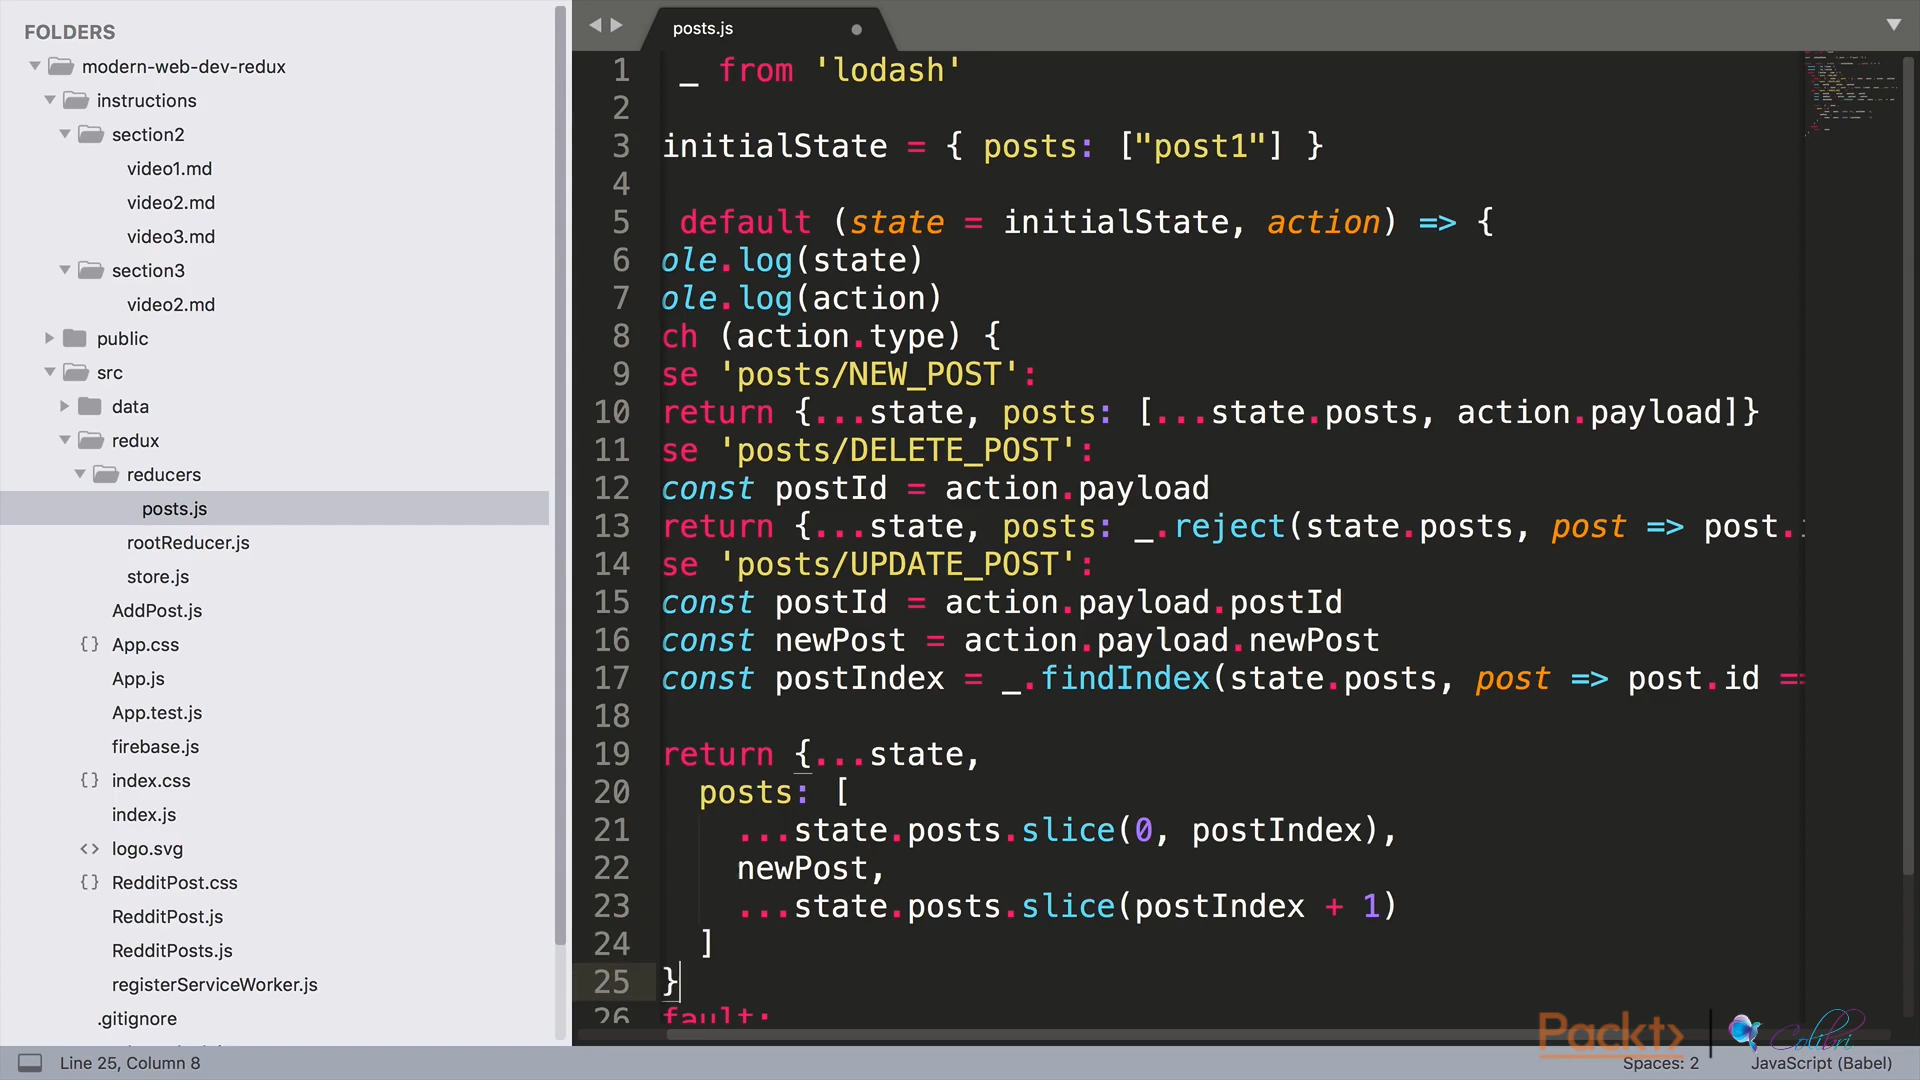 FOLDERS
modern-web-dev-redux
instructions
section2
video1.md
video2.md
video3.md
section3
video2.md
public
src
data
redux
reducers
posts.js
rootReducer.js
store.js
AddPost.js
{} App.css
App.js
App.test.js
firebase.js
{} index.css
index.js
<> logo.svg
{} RedditPost.css
RedditPost.js
RedditPosts.js
registerServiceWorker.js
.gitignore
posts.js
1 _ from 'lodash'
2
3 initialState = { posts: ["post1"] }
4
5 default (state = initialState, action) => {
6 ole.log(state)
7 ole.log(action)
8 ch (action.type) {
9 se 'posts/NEW_POST':
10 return {...state, posts: [...state.posts, action.payload]}
11 se 'posts/DELETE_POST':
12 const postId = action.payload
13 return {...state, posts: _.reject(state.posts, post => post.
14 se 'posts/UPDATE_POST':
15 const postId = action.payload.postId
16 const newPost = action.payload.newPost
17 const postIndex = _.findIndex(state.posts, post => post.id ==
18
19 return {...state,
20 posts: [
21 ...state.posts.slice(0, postIndex),
22 newPost,
23 ...state.posts.slice(postIndex + 1)
24 ]
25 }
26 fault:
Packt>
Colibri
Line 25, Column 8
Spaces: 2
JavaScript (Babel)